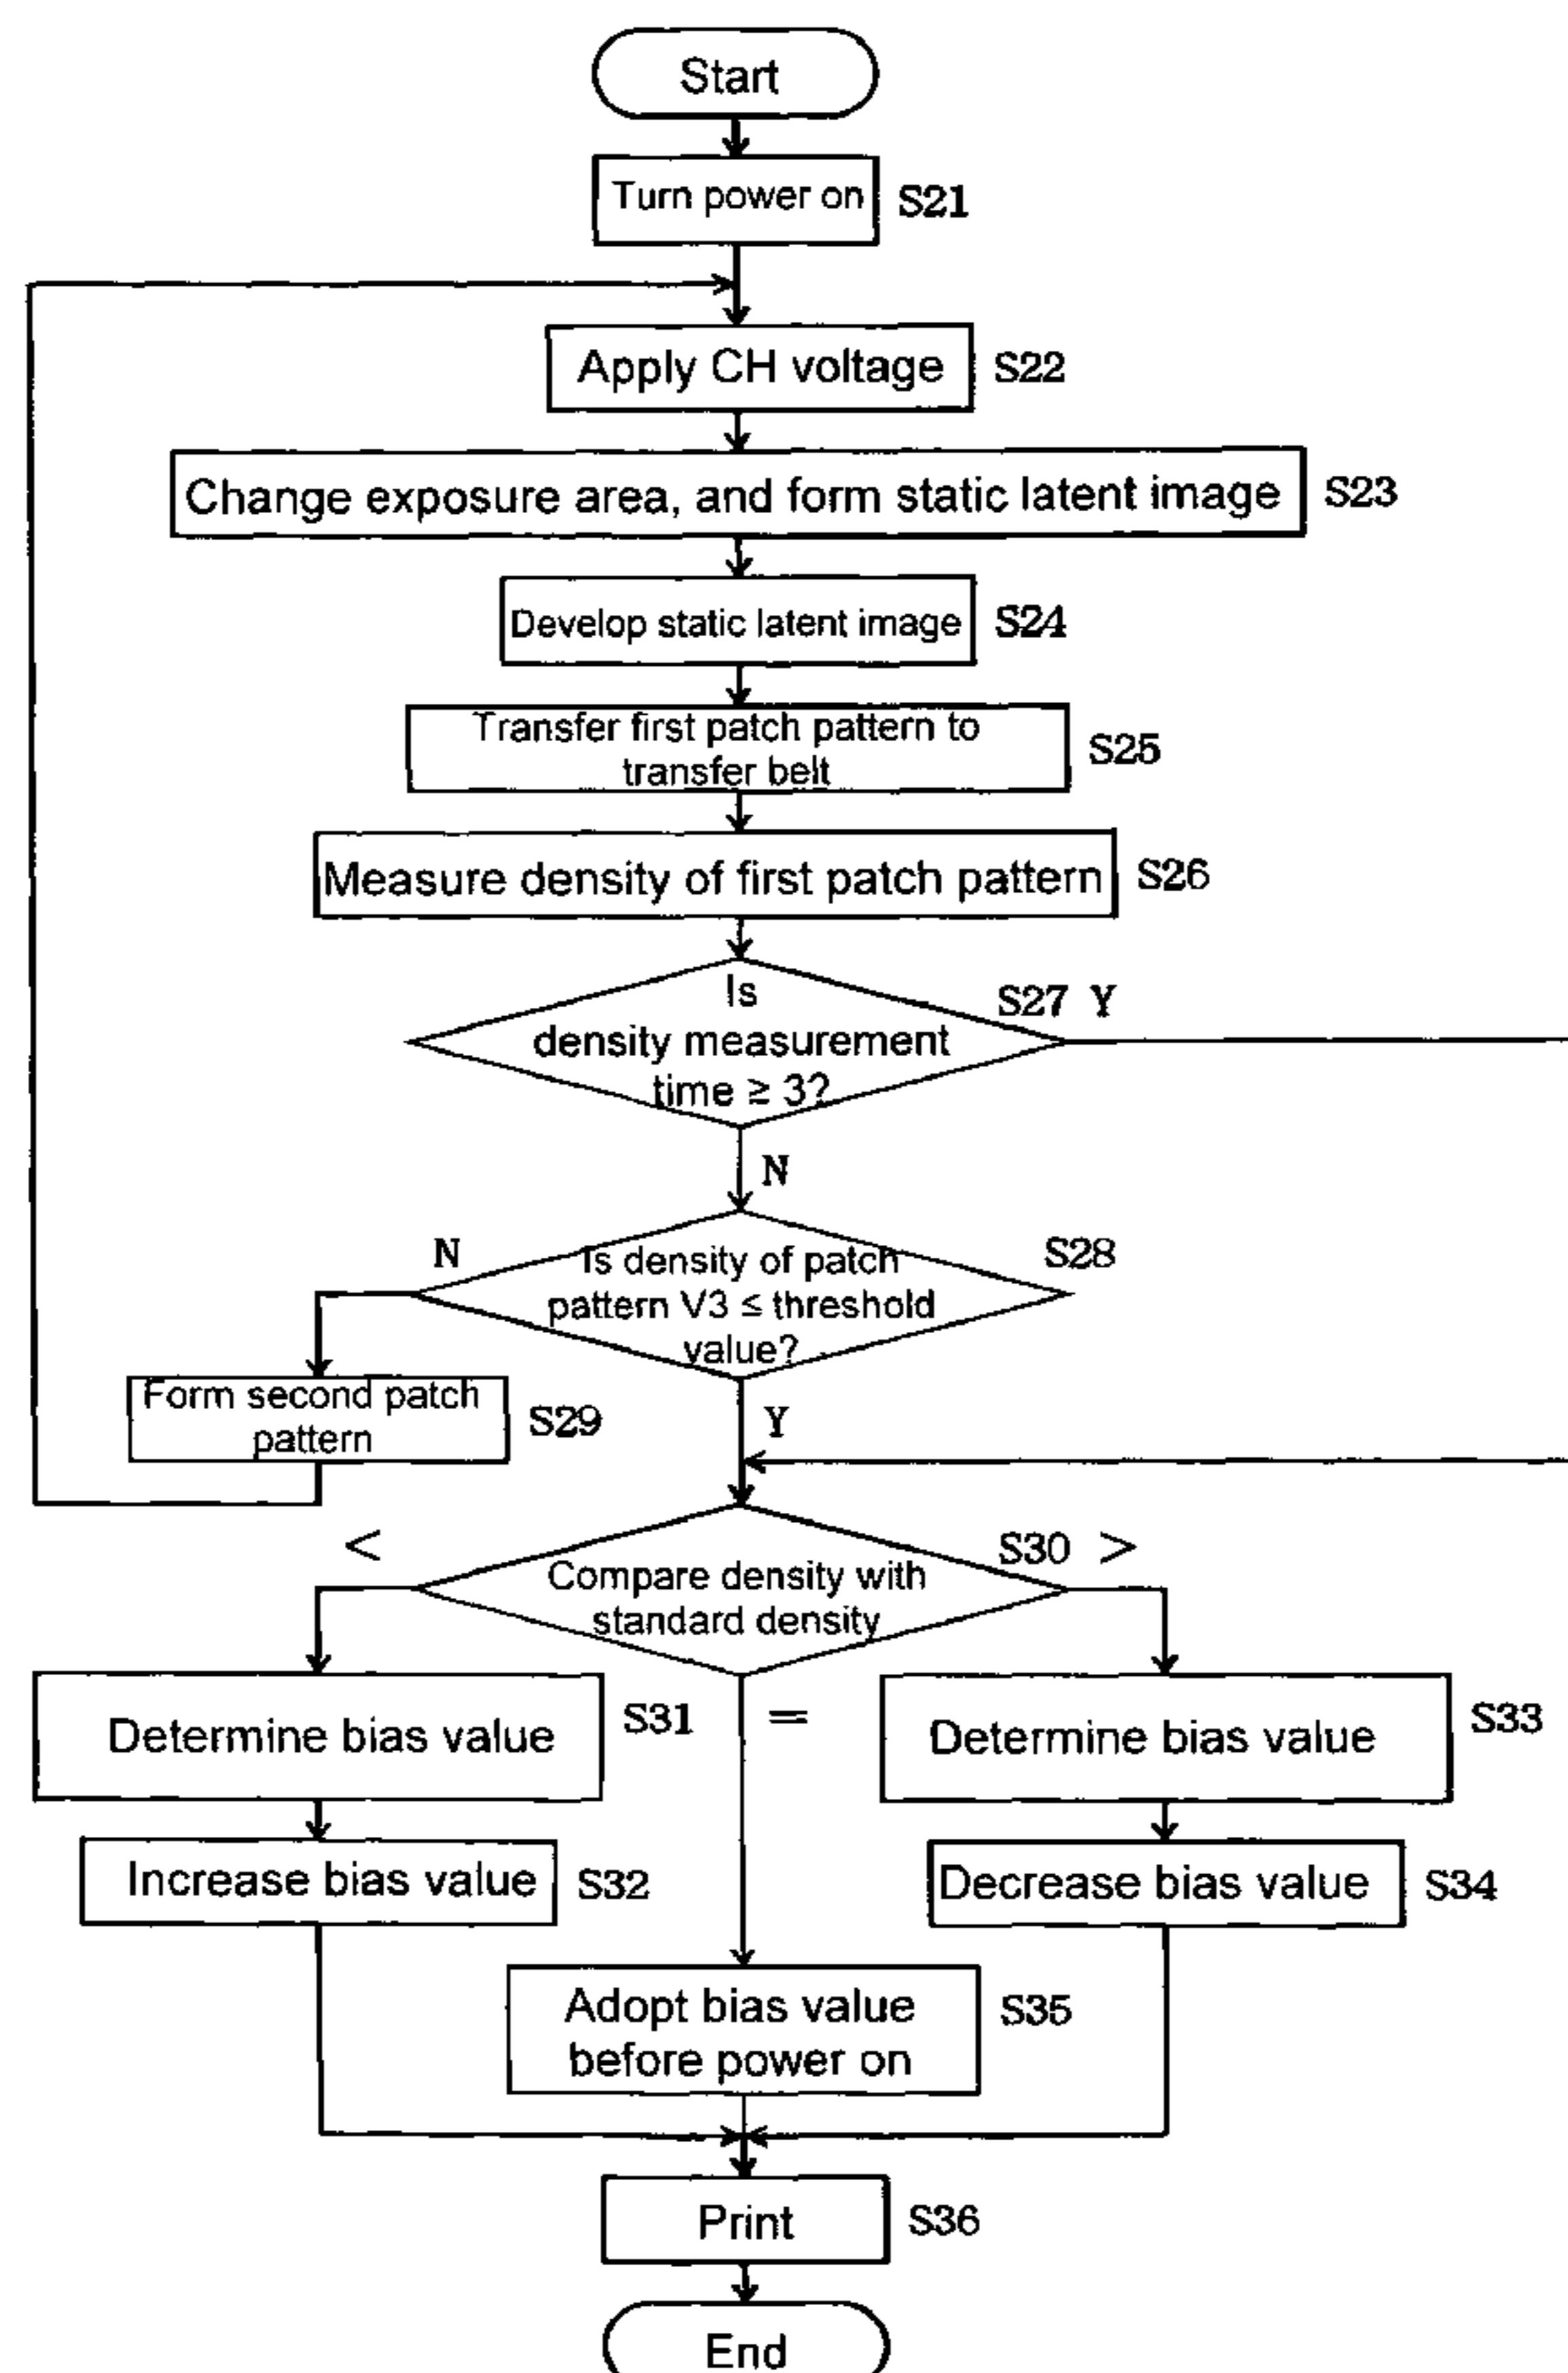 Start
Turn power on
S21
Apply CH voltage
S22
Change exposure area, and form static latent image
S23
Develop static latent image
S24
Transfer first patch pattern to
transfer belt
S25
Measure density of first patch pattern
S26
Is
density measurement
time ≥ 3?
S27 Y
N
N
Is density of patch
pattern V3 ≤ threshold
value?
S28
Form second patch
pattern
S29
Y
<
Compare density with
standard density
S30 >
Determine bias value
S31
=
Determine bias value
S33
Increase bias value
S32
Decrease bias value
S34
Adopt bias value
before power on
S35
Print
S36
End